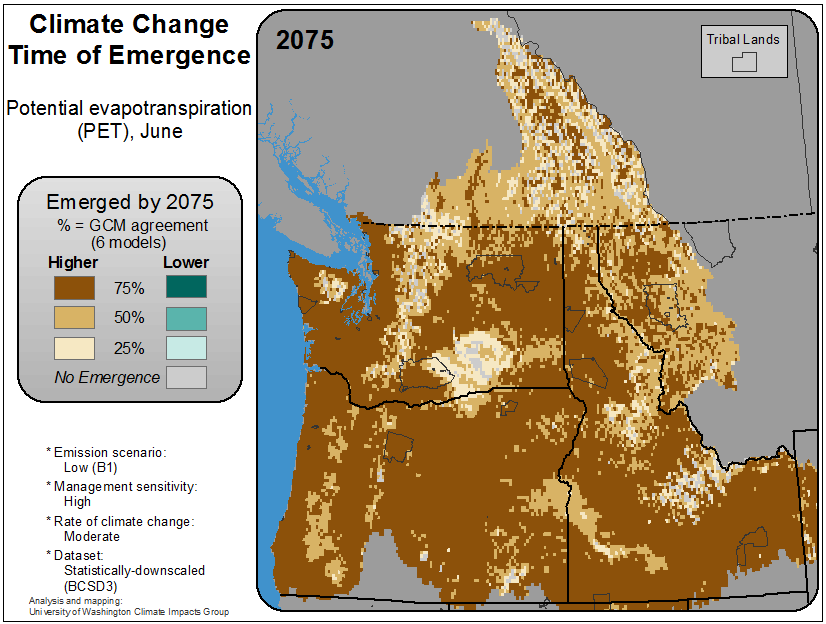 Climate Change
Time of Emergence
Potential evapotranspiration
(PET), June
Emerged by 2075
% = GCM agreement
(6 models)
Higher Lower
75%
50%
25%
No Emergence
* Emission scenario:
Low (B1)
* Management sensitivity:
High
* Rate of climate change:
Moderate
* Dataset:
Statistically-downscaled
(BCSD3)
Analysis and mapping:
University of Washington Climate Impacts Group
2075
Tribal Lands